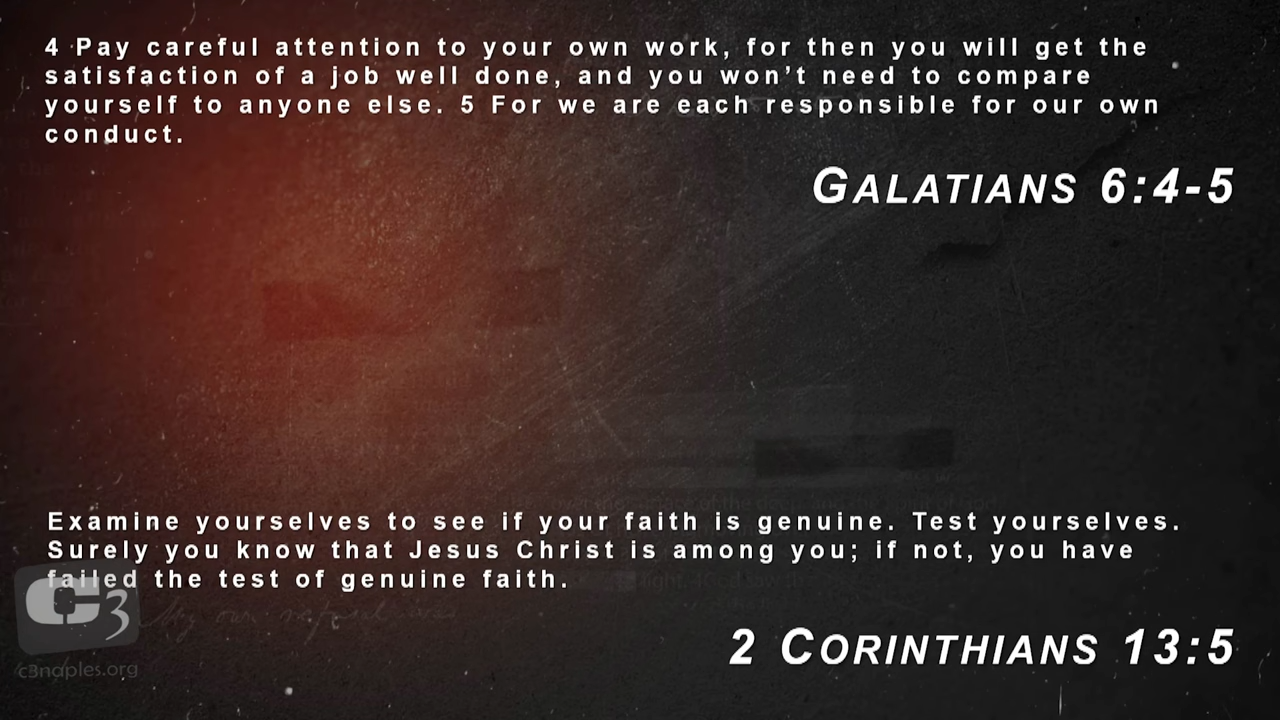 4 Pay careful attention to your own work, for then you will get the
satisfaction of a job well done, and you won’t need to compare
yourself to anyone else. 5 For we are each responsible for our own
conduct.
GALATIANS 6:4-5
Examine yourselves to see if your faith is genuine. Test yourselves.
Surely you know that Jesus Christ is among you; if not, you have
failed the test of genuine faith.
2 CORINTHIANS 13:5
C3
c3naples.org